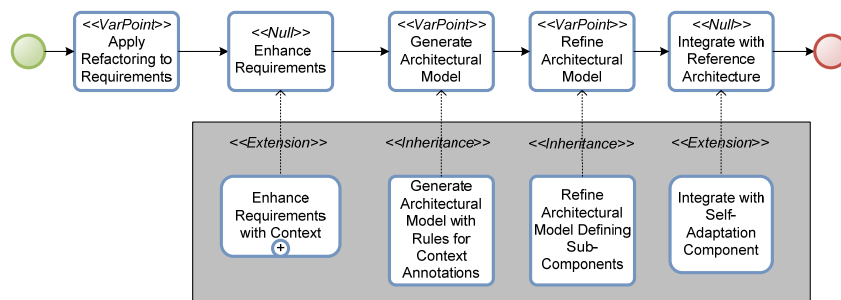 <<VarPoint>>
Apply
Refactoring to
Requirements
<<Null>>
Enhance
Requirements
<<VarPoint>>
Generate
Architectural
Model
<<VarPoint>>
Refine
Architectural
Model
<<Null>>
Integrate with
Reference
Architecture
<<Extension>>
<<Inheritance>>
<<Inheritance>>
<<Extension>>
Enhance
Requirements
with Context
+
Generate
Architectural
Model with
Rules for
Context
Annotations
Refine
Architectural
Model Defining
Sub-
Components
Integrate with
Self-
Adaptation
Component